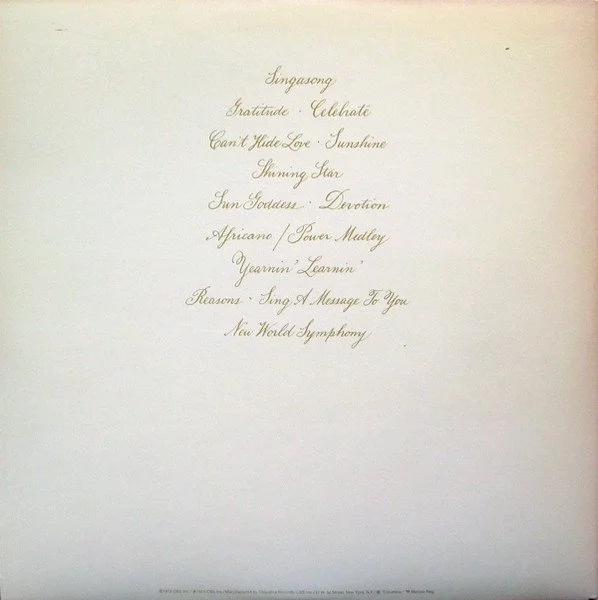 Singasong
Gratitude · Celebrate
Can't Hide Love · Sunshine
Shining Star
Sun Goddess · Devotion
Africano / Power Medley
Yearnin' Learnin'
Reasons · Sing A Message To You
New World Symphony